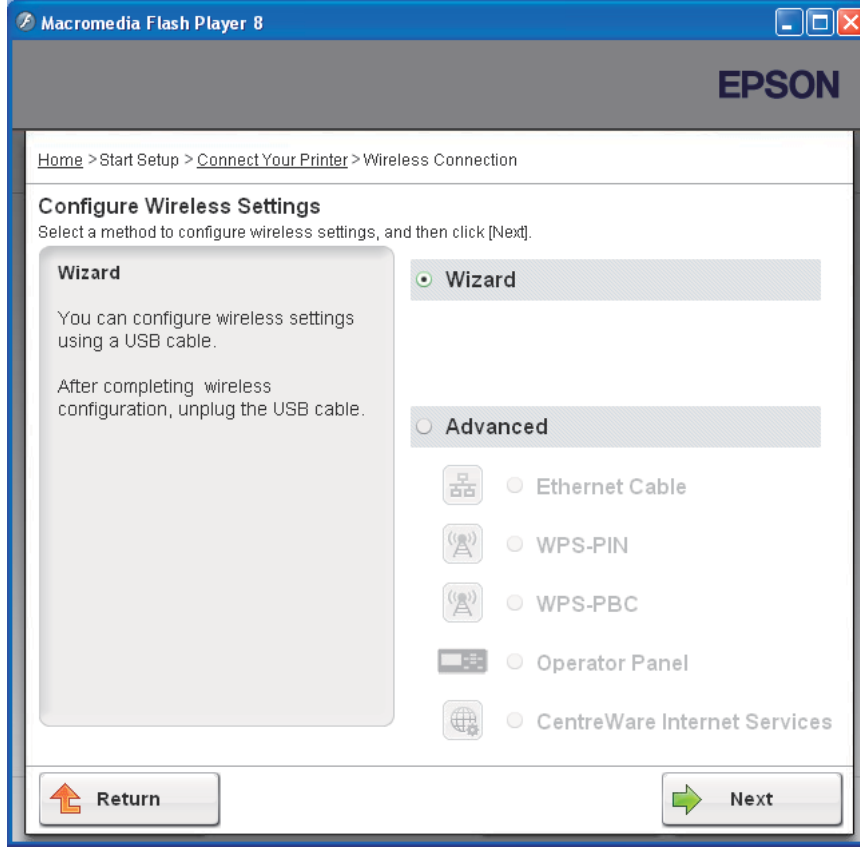 Macromedia Flash Player 8
EPSON
Home > Start Setup > Connect Your Printer > Wireless Connection
Configure Wireless Settings
Select a method to configure wireless settings, and then click [Next].
Wizard
You can configure wireless settings
using a USB cable.
After completing wireless
configuration, unplug the USB cable.
Wizard
Advanced
Ethernet Cable
WPS-PIN
WPS-PBC
Operator Panel
CentreWare Internet Services
Return
Next